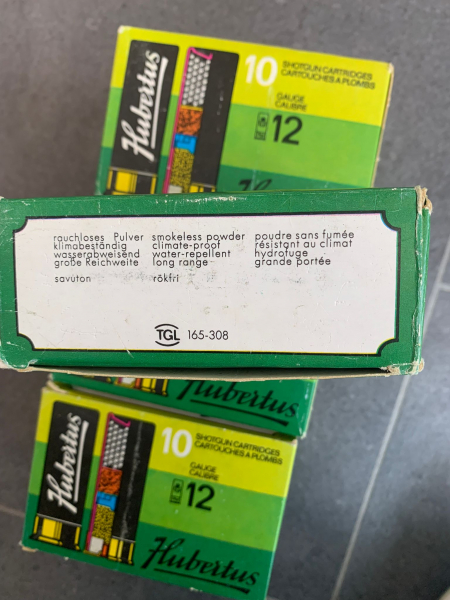 Hubertus
10
SHOTGUN CARTRIDGES
CARTOUCHES A PLOMBS
GAUGE
CALIBRE
12
Hubertus
rauchloses Pulver
klimabeständig
wasserabweisend
große Reichweite
savuton
smokeless powder
climate-proof
water-repellent
long range
rökfri
poudre sans fumée
résistant au climat
hydrofuge
grande portée
TGL 165-308
Hubertus
Hubertus
10
SHOTGUN CARTRIDGES
CARTOUCHES A PLOMBS
GAUGE
CALIBRE
12
Hubertus